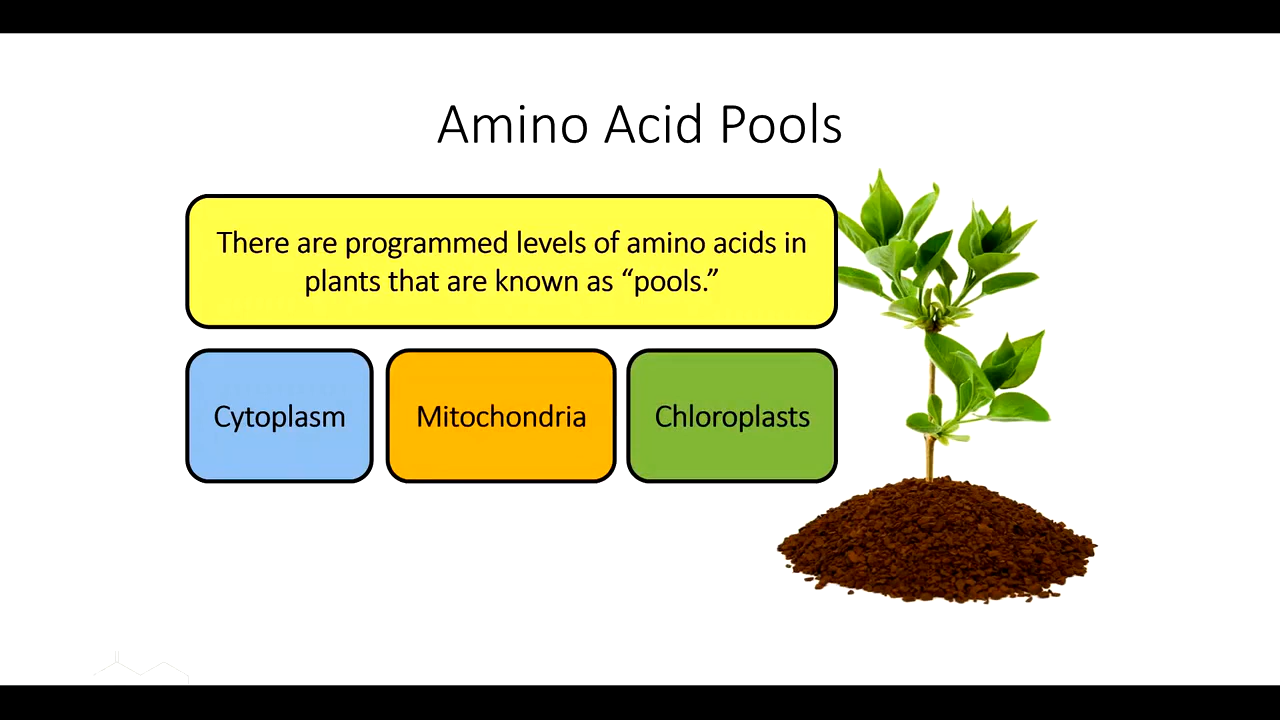 Amino Acid Pools
There are programmed levels of amino acids in
plants that are known as “pools.”
Cytoplasm
Mitochondria
Chloroplasts